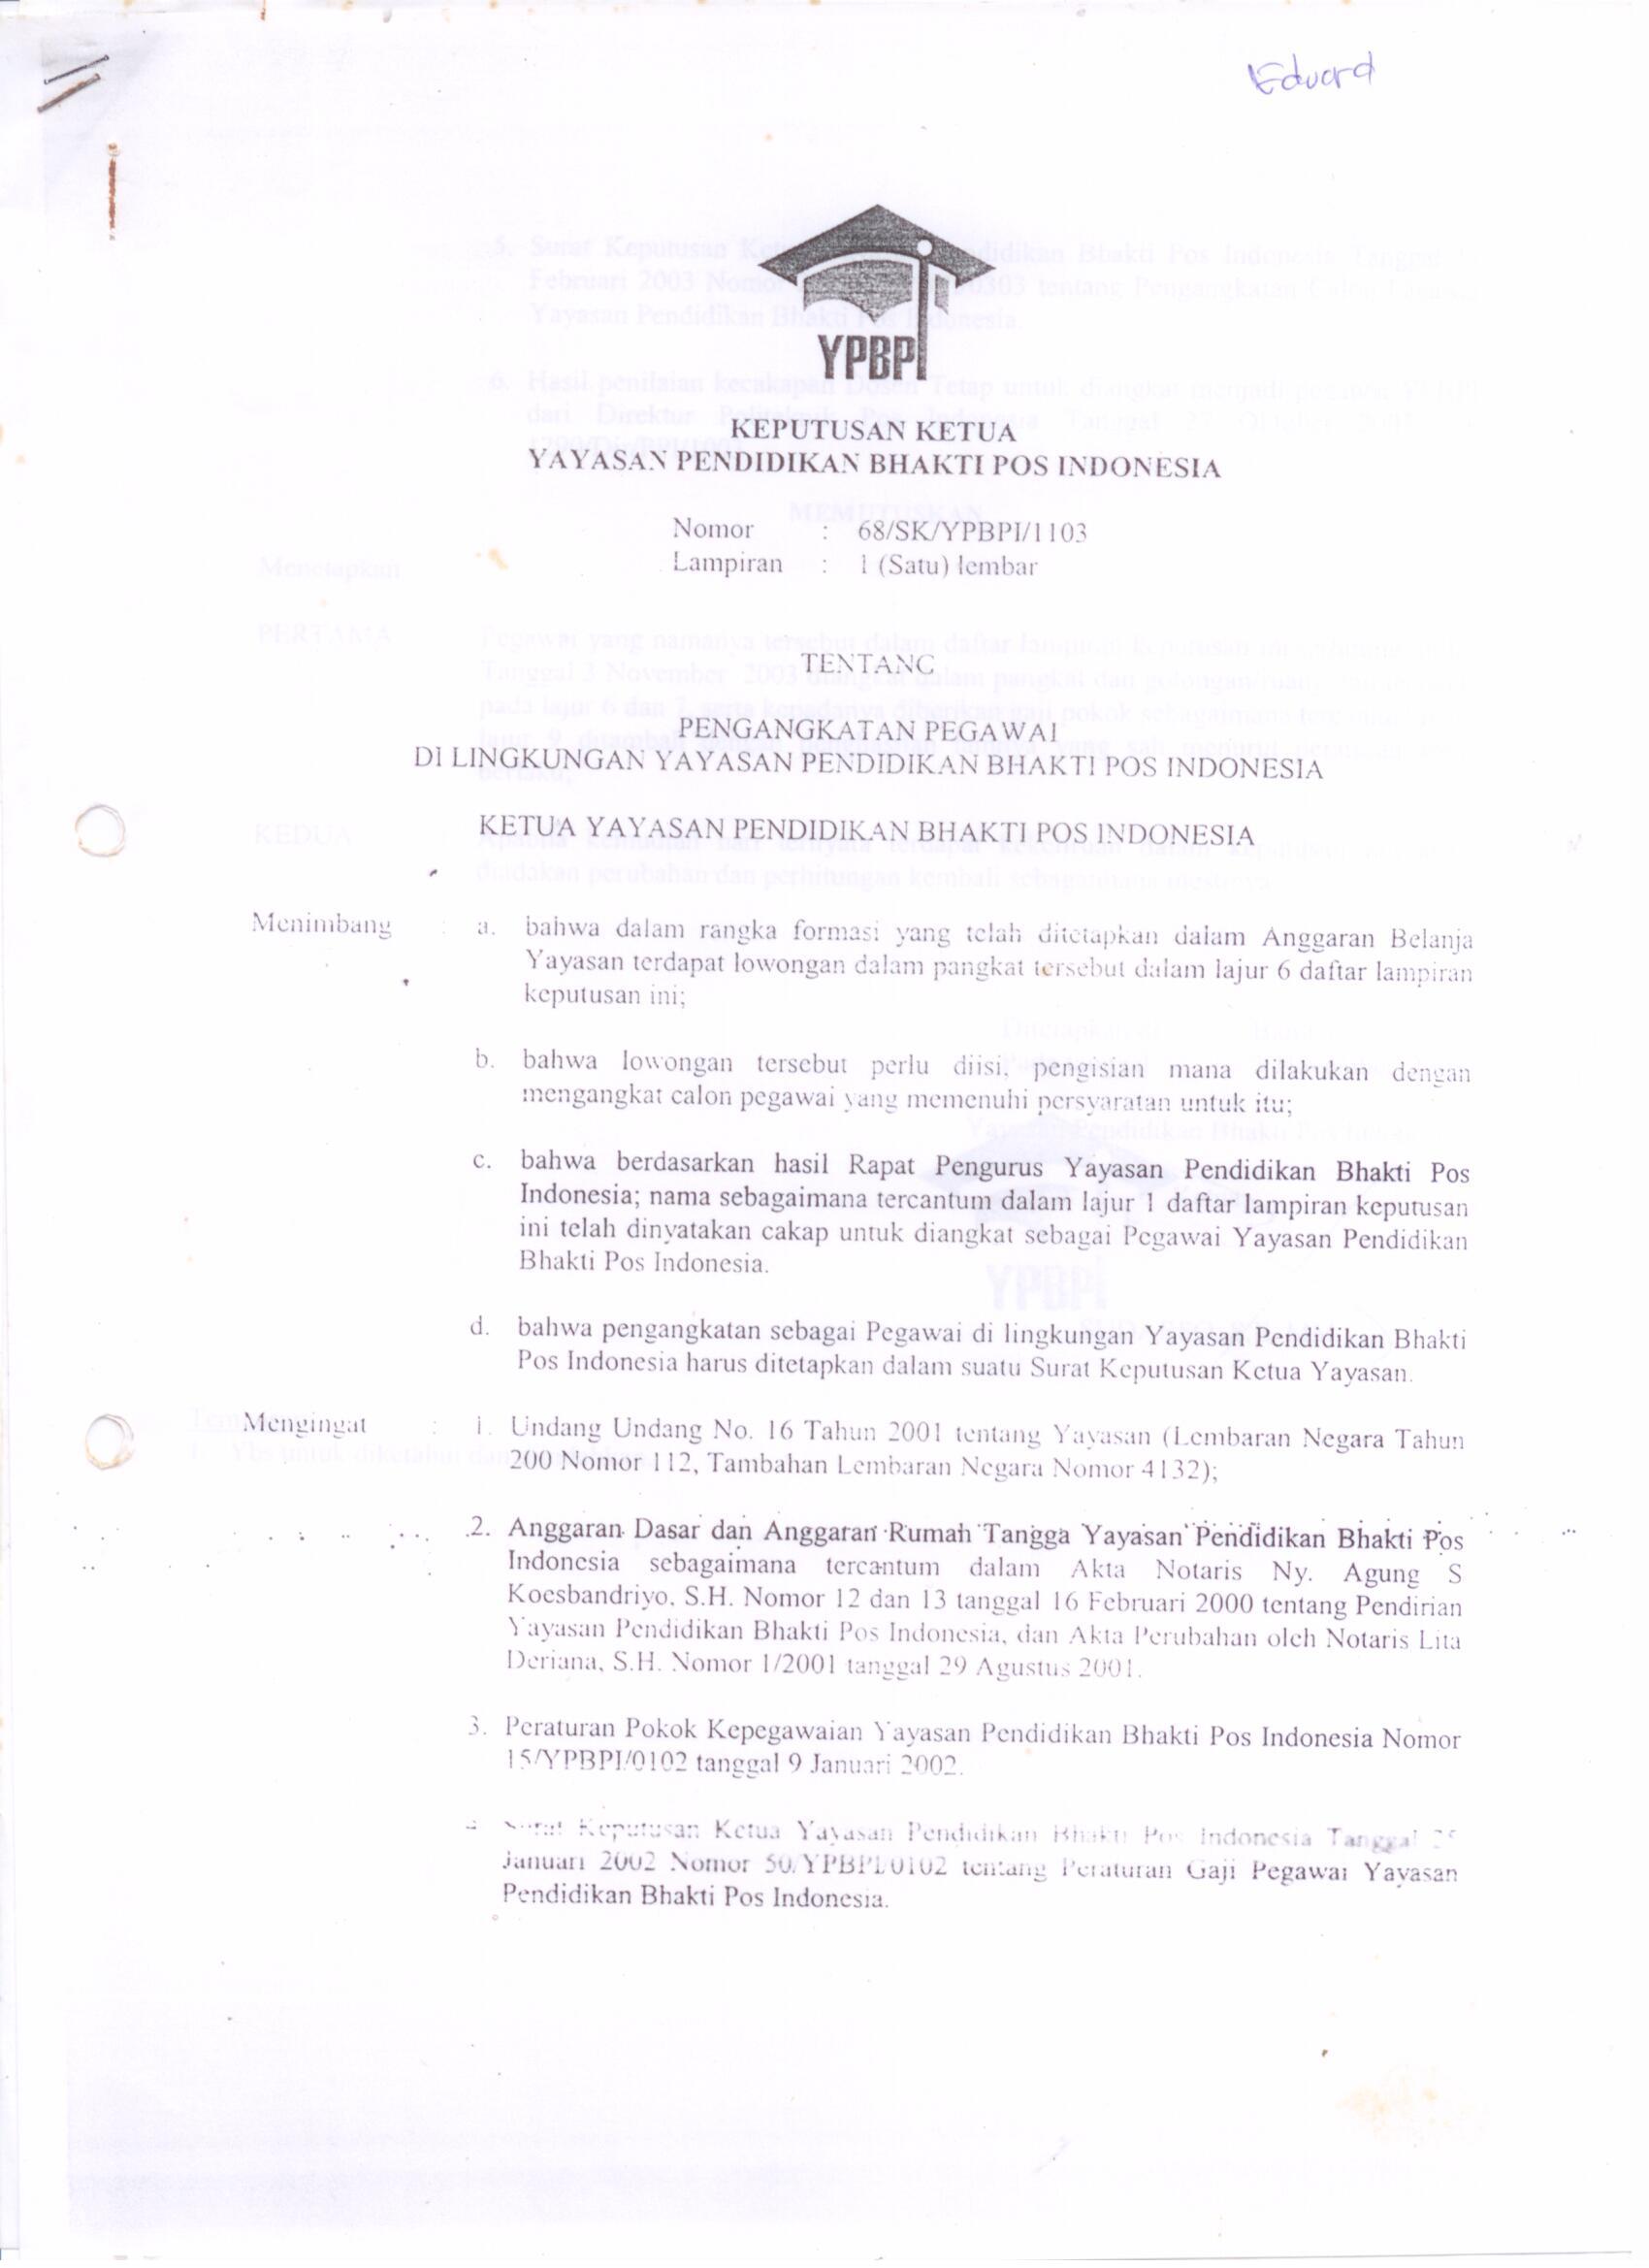 Eduard
YPBPI
KEPUTUSAN KETUA
YAYASAN PENDIDIKAN BHAKTI POS INDONESIA
Nomor : 68/SK/YPBPI/1103
Lampiran : 1 (Satu) lembar
TENTANG
PENGANGKATAN PEGAWAI
DI LINGKUNGAN YAYASAN PENDIDIKAN BHAKTI POS INDONESIA
KETUA YAYASAN PENDIDIKAN BHAKTI POS INDONESIA
Menimbang : a. bahwa dalam rangka formasi yang telah ditetapkan dalam Anggaran Belanja
Yayasan terdapat lowongan dalam pangkat tersebut dalam lajur 6 daftar lampiran
keputusan ini;
b. bahwa lowongan tersebut perlu diisi, pengisian mana dilakukan dengan
mengangkat calon pegawai yang memenuhi persyaratan untuk itu;
c. bahwa berdasarkan hasil Rapat Pengurus Yayasan Pendidikan Bhakti Pos
Indonesia; nama sebagaimana tercantum dalam lajur 1 daftar lampiran keputusan
ini telah dinyatakan cakap untuk diangkat sebagai Pegawai Yayasan Pendidikan
Bhakti Pos Indonesia.
d. bahwa pengangkatan sebagai Pegawai di lingkungan Yayasan Pendidikan Bhakti
Pos Indonesia harus ditetapkan dalam suatu Surat Keputusan Ketua Yayasan.
Mengingat : 1. Undang Undang No. 16 Tahun 2001 tentang Yayasan (Lembaran Negara Tahun
200 Nomor 112, Tambahan Lembaran Negara Nomor 4132);
2. Anggaran Dasar dan Anggaran Rumah Tangga Yayasan Pendidikan Bhakti Pos
Indonesia sebagaimana tercantum dalam Akta Notaris Ny. Agung S
Koesbandriyo, S.H. Nomor 12 dan 13 tanggal 16 Februari 2000 tentang Pendirian
Yayasan Pendidikan Bhakti Pos Indonesia, dan Akta Perubahan oleh Notaris Lita
Deriana, S.H. Nomor 1/2001 tanggal 29 Agustus 2001.
3. Peraturan Pokok Kepegawaian Yayasan Pendidikan Bhakti Pos Indonesia Nomor
15/YPBPI/0102 tanggal 9 Januari 2002.
Surat Keputusan Ketua Yayasan Pendidikan Bhakti Pos Indonesia Tanggal
Januari 2002 Nomor 50/YPBPI/0102 tentang Peraturan Gaji Pegawai Yayasan
Pendidikan Bhakti Pos Indonesia.